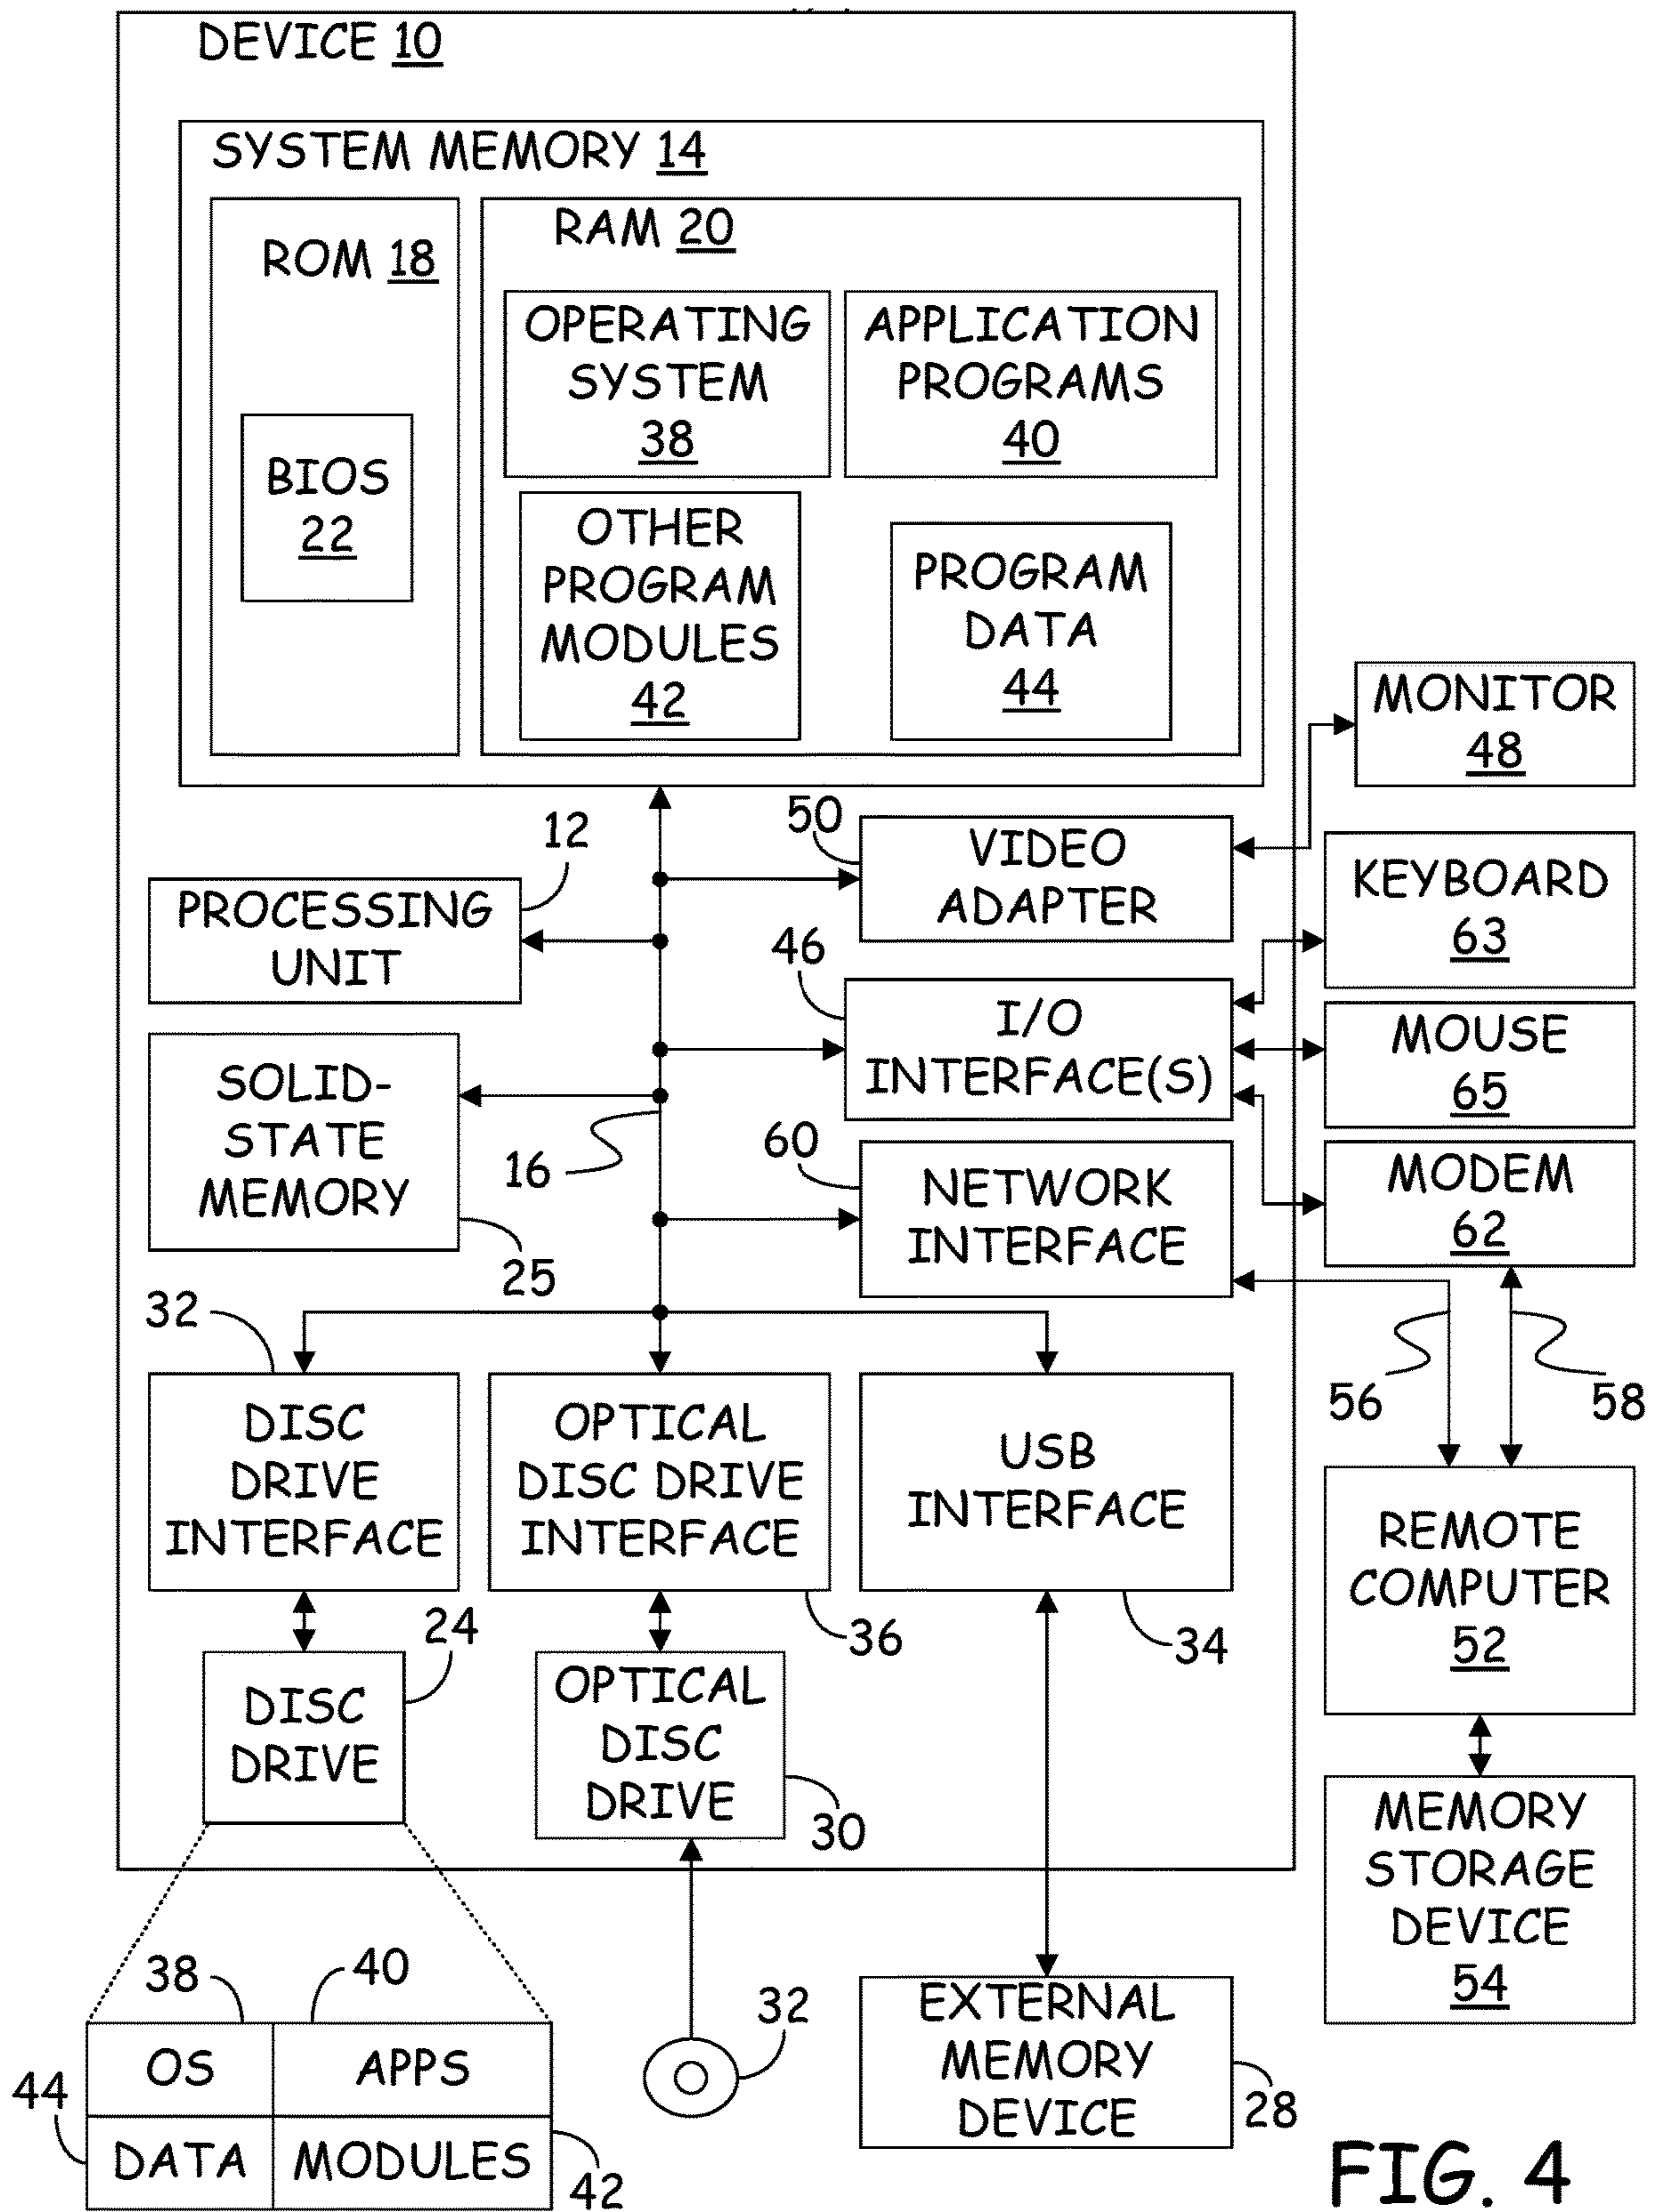 DEVICE 10
SYSTEM MEMORY 14
ROM 18
BIOS
22
RAM 20
OPERATING
SYSTEM
38
APPLICATION
PROGRAMS
40
OTHER
PROGRAM
MODULES
42
PROGRAM
DATA
44
MONITOR
48
50
VIDEO
ADAPTER
12
PROCESSING
UNIT
KEYBOARD
63
46
I/O
INTERFACE(S)
MOUSE
65
SOLID-
STATE
MEMORY
25
16
60
NETWORK
INTERFACE
MODEM
62
56
58
32
DISC
DRIVE
INTERFACE
OPTICAL
DISC DRIVE
INTERFACE
36
USB
INTERFACE
34
REMOTE
COMPUTER
52
24
DISC
DRIVE
OPTICAL
DISC
DRIVE
30
MEMORY
STORAGE
DEVICE
54
38
40
OS
APPS
44
DATA
MODULES
42
32
EXTERNAL
MEMORY
DEVICE
28
FIG. 4